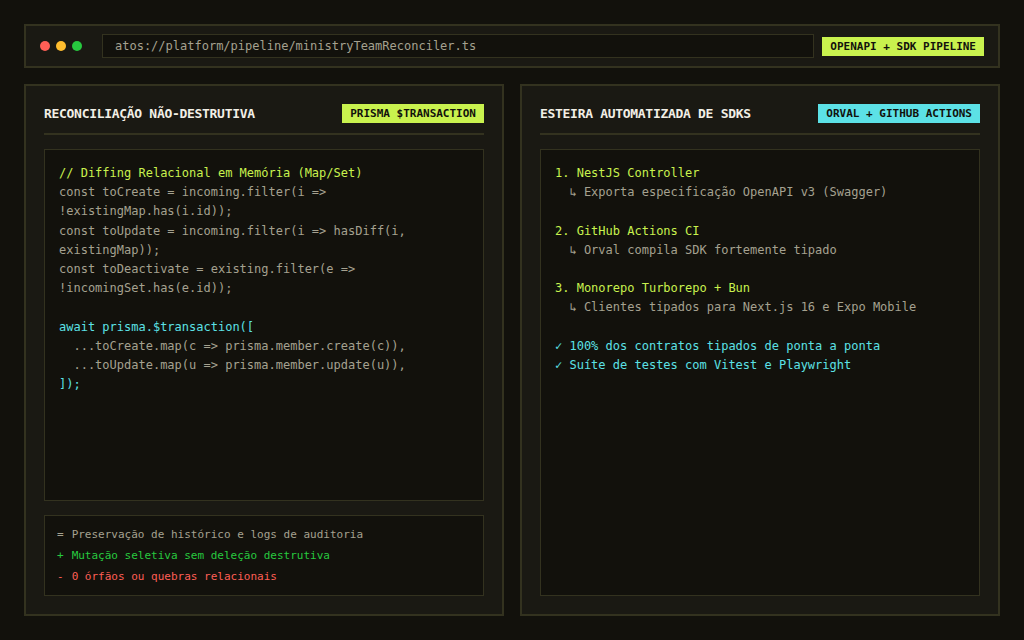 atos://platform/pipeline/ministryTeamReconciler.ts
OPENAPI + SDK PIPELINE
RECONCILIAÇÃO NÃO-DESTRUTIVA
PRISMA $TRANSACTION
// Diffing Relacional em Memória (Map/Set)
const toCreate = incoming.filter(i =>
!existingMap.has(i.id));
const toUpdate = incoming.filter(i => hasDiff(i,
existingMap));
const toDeactivate = existing.filter(e =>
!incomingSet.has(e.id));
await prisma.$transaction([
...toCreate.map(c => prisma.member.create(c)),
...toUpdate.map(u => prisma.member.update(u)),
]);
= Preservação de histórico e logs de auditoria
+ Mutação seletiva sem deleção destrutiva
- 0 órfãos ou quebras relacionais
ESTEIRA AUTOMATIZADA DE SDKS
ORVAL + GITHUB ACTIONS
1. NestJS Controller
↳ Exporta especificação OpenAPI v3 (Swagger)
2. GitHub Actions CI
↳ Orval compila SDK fortemente tipado
3. Monorepo Turborepo + Bun
↳ Clientes tipados para Next.js 16 e Expo Mobile
✓ 100% dos contratos tipados de ponta a ponta
✓ Suíte de testes com Vitest e Playwright